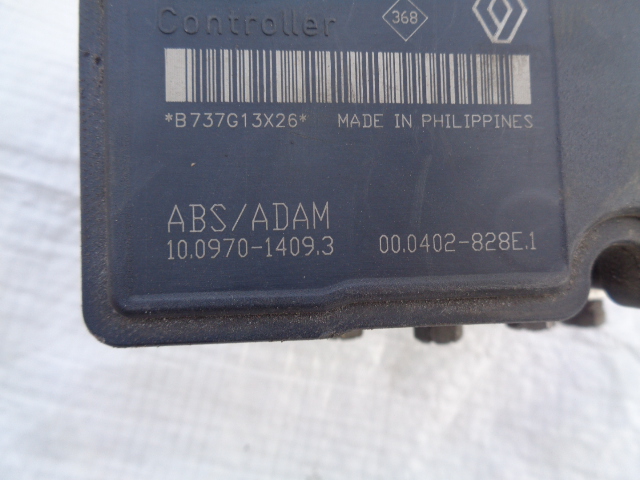 Controller
368
*B737G13X26* MADE IN PHILIPPINES
ABS/ADAM
10.0970-1409.3 00.0402-828E.1